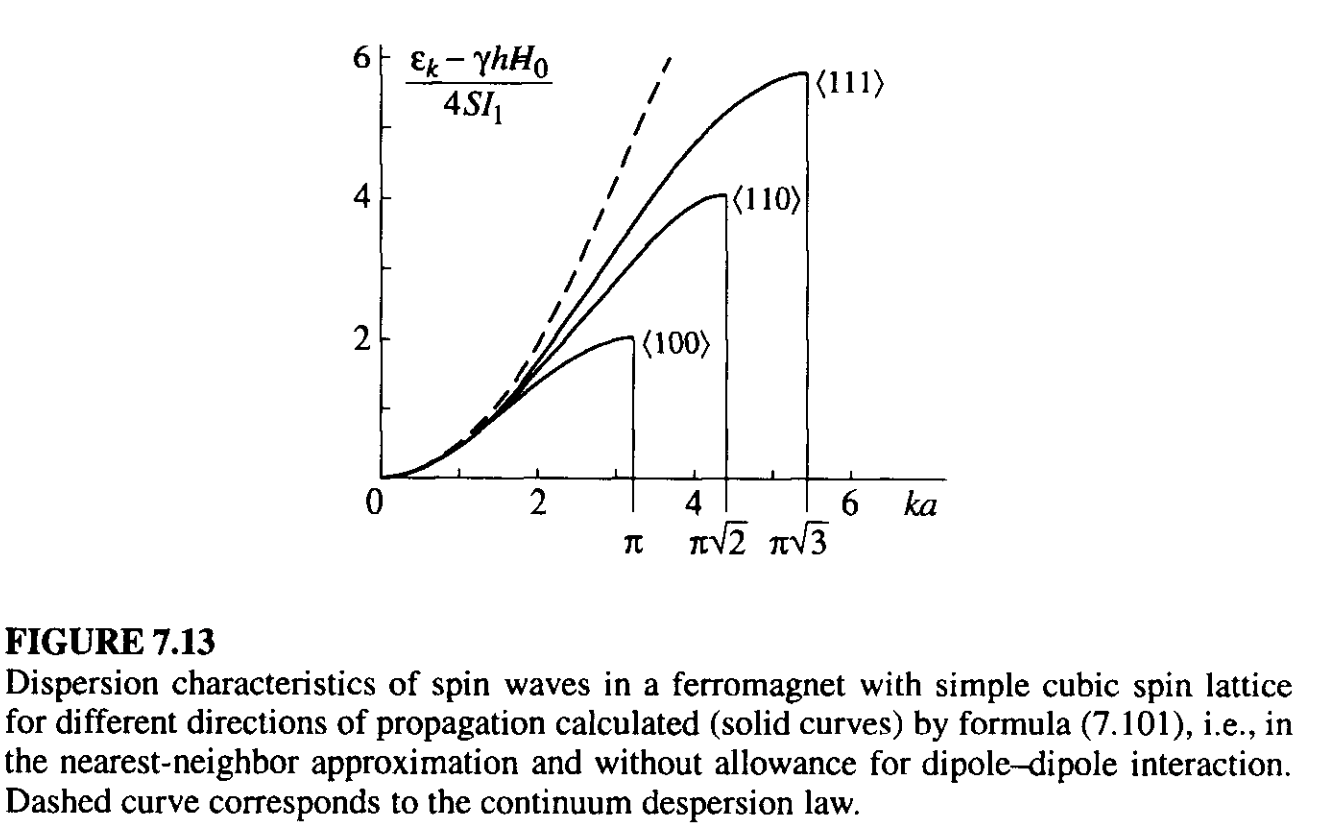 6
εₖ – γhH₀
4SI₁
⟨111⟩
4
⟨110⟩
2
⟨100⟩
0 2 4 6 ka
π π√2 π√3
FIGURE 7.13
Dispersion characteristics of spin waves in a ferromagnet with simple cubic spin lattice
for different directions of propagation calculated (solid curves) by formula (7.101), i.e., in
the nearest-neighbor approximation and without allowance for dipole–dipole interaction.
Dashed curve corresponds to the continuum despersion law.